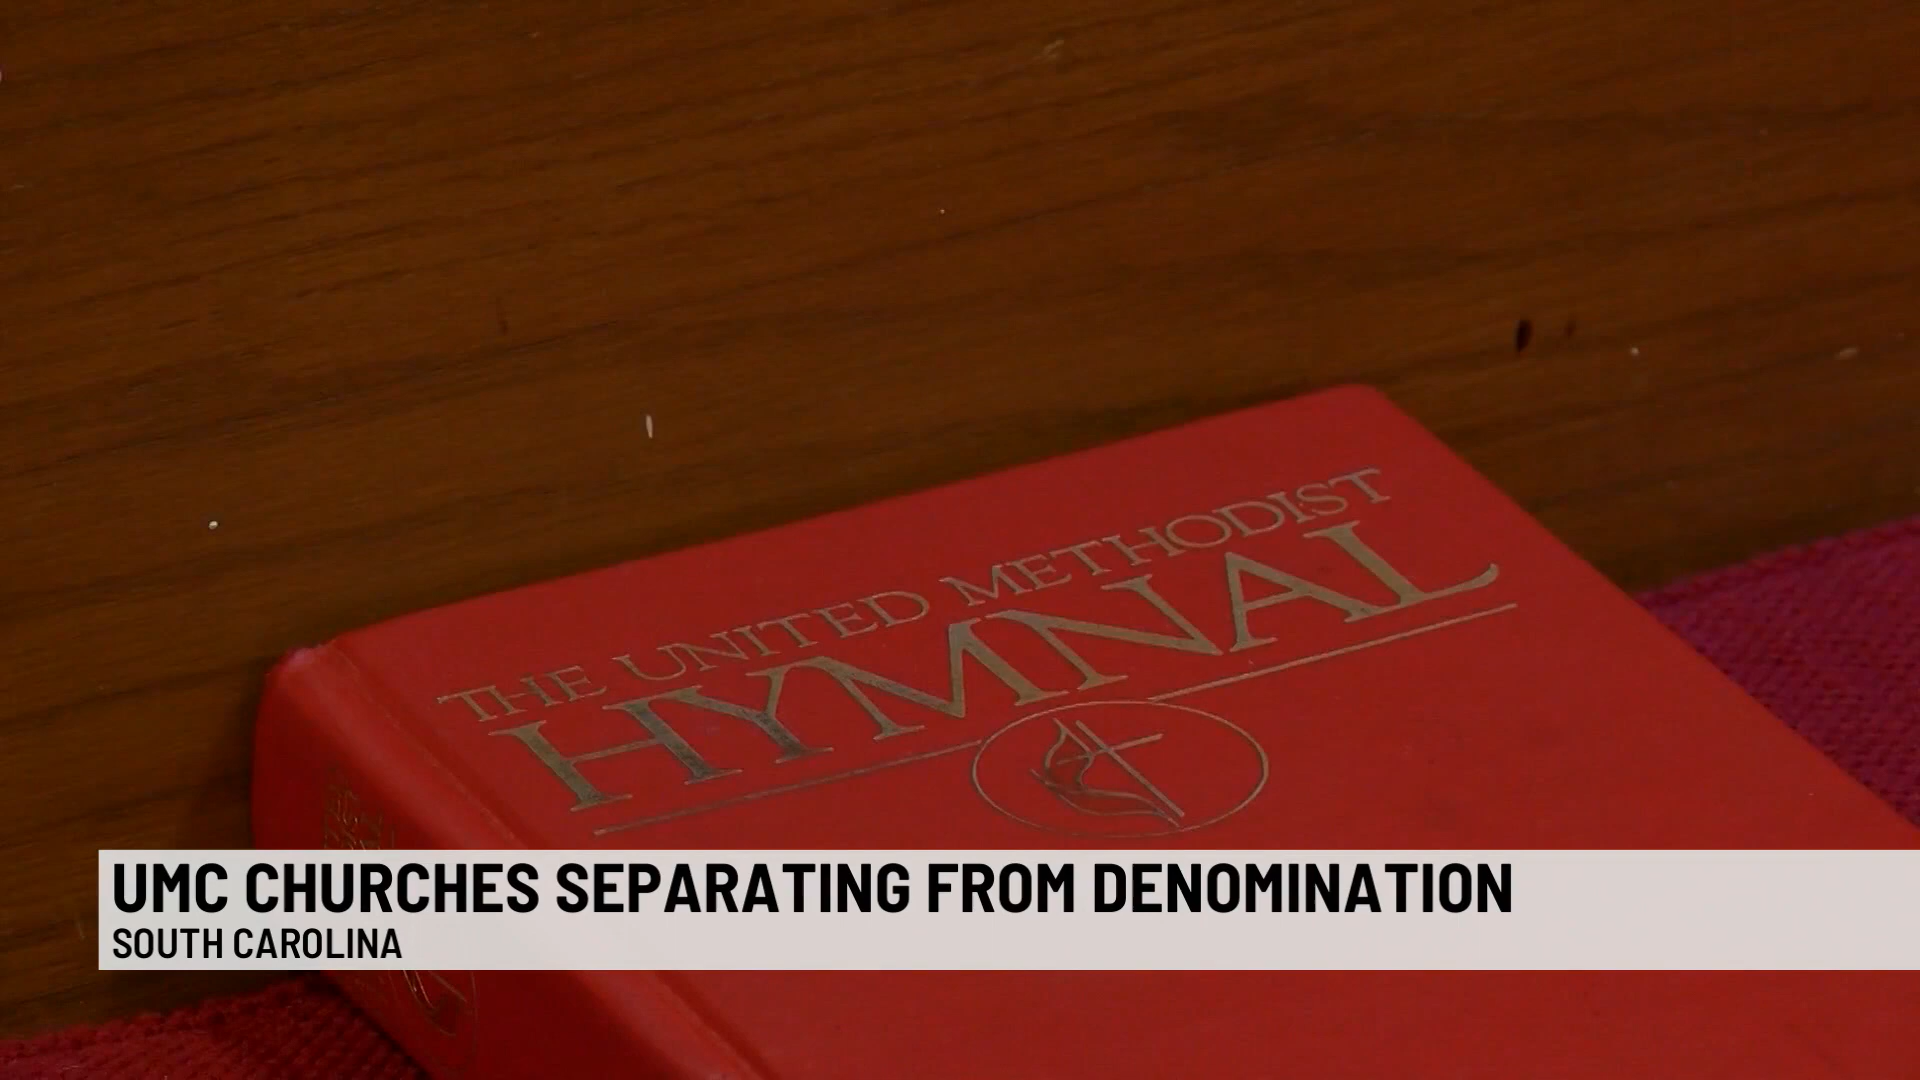 THE UNITED METHODIST
HYMNAL
UMC CHURCHES SEPARATING FROM DENOMINATION
SOUTH CAROLINA